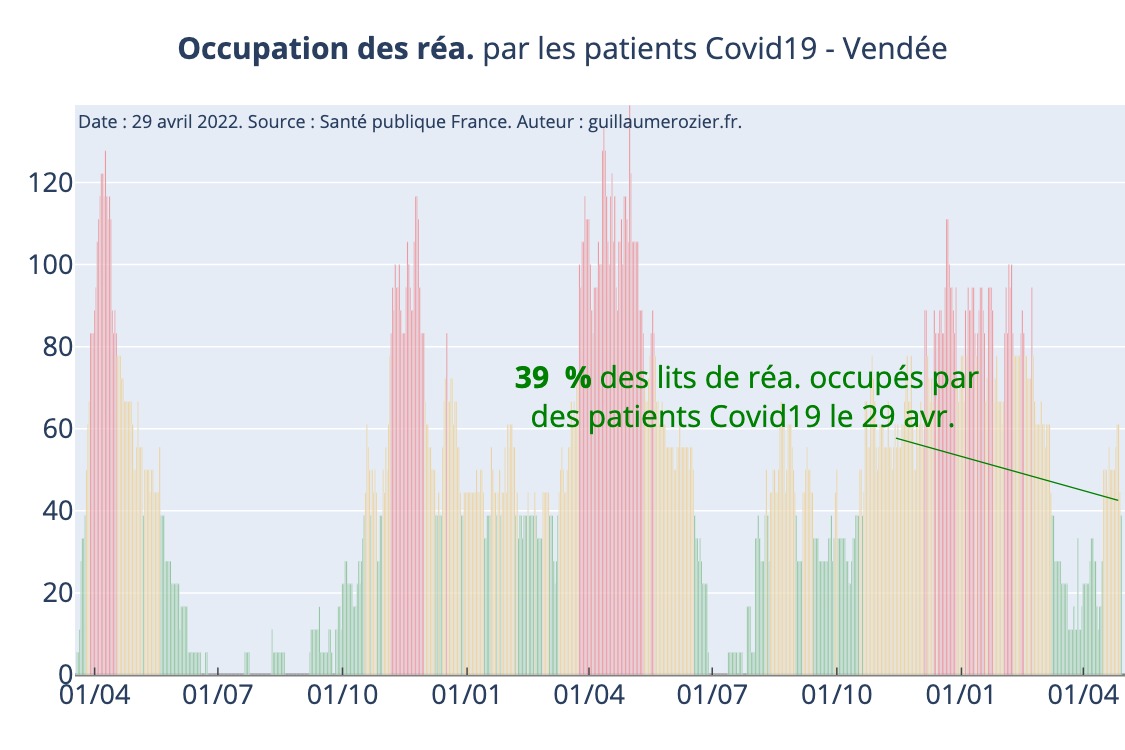 Occupation des réa. par les patients Covid19 - Vendée
Date : 29 avril 2022. Source : Santé publique France. Auteur : guillaumerozier.fr.
120
100
80
39 % des lits de réa. occupés par
des patients Covid19 le 29 avr.
60
40
20
0
01/04 01/07 01/10 01/01 01/04 01/07 01/10 01/01 01/04